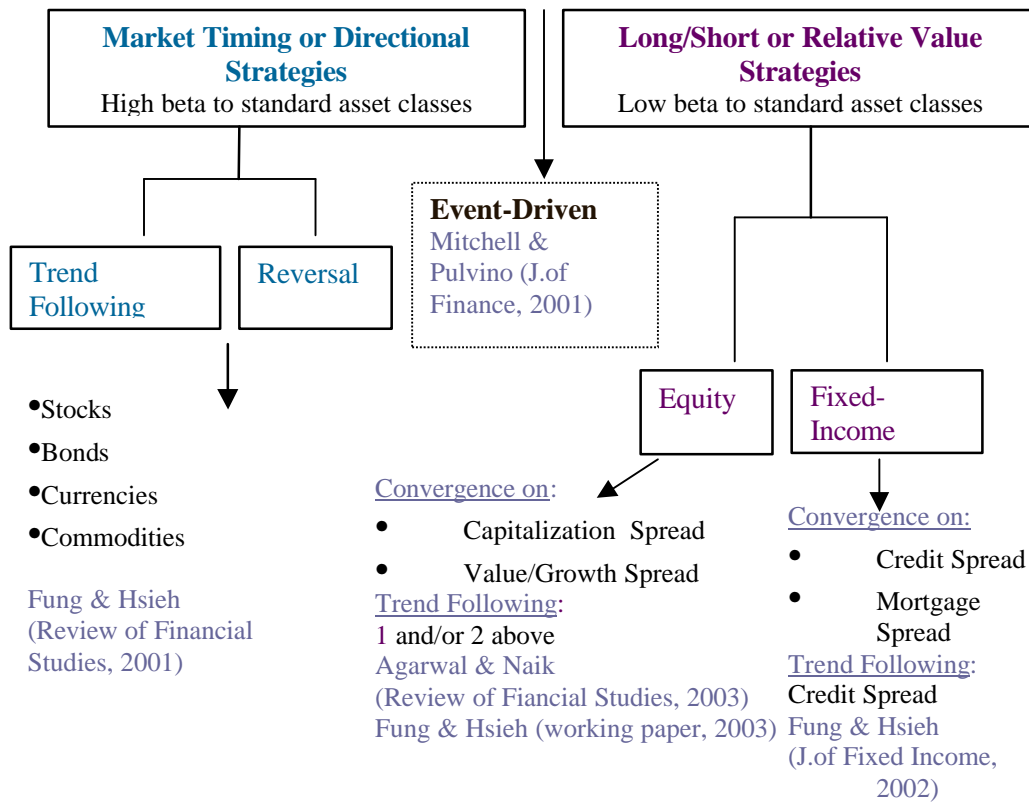 Market Timing or Directional
Strategies
High beta to standard asset classes
Long/Short or Relative Value
Strategies
Low beta to standard asset classes
Event-Driven
Mitchell &
Pulvino (J.of
Finance, 2001)
Trend
Following
Reversal
•Stocks
•Bonds
•Currencies
•Commodities
Fung & Hsieh
(Review of Financial
Studies, 2001)
Equity
Fixed-
Income
Convergence on:
• Capitalization Spread
• Value/Growth Spread
Trend Following:
1 and/or 2 above
Agarwal & Naik
(Review of Fiancial Studies, 2003)
Fung & Hsieh (working paper, 2003)
Convergence on:
• Credit Spread
• Mortgage
Spread
Trend Following:
Credit Spread
Fung & Hsieh
(J.of Fixed Income,
2002)